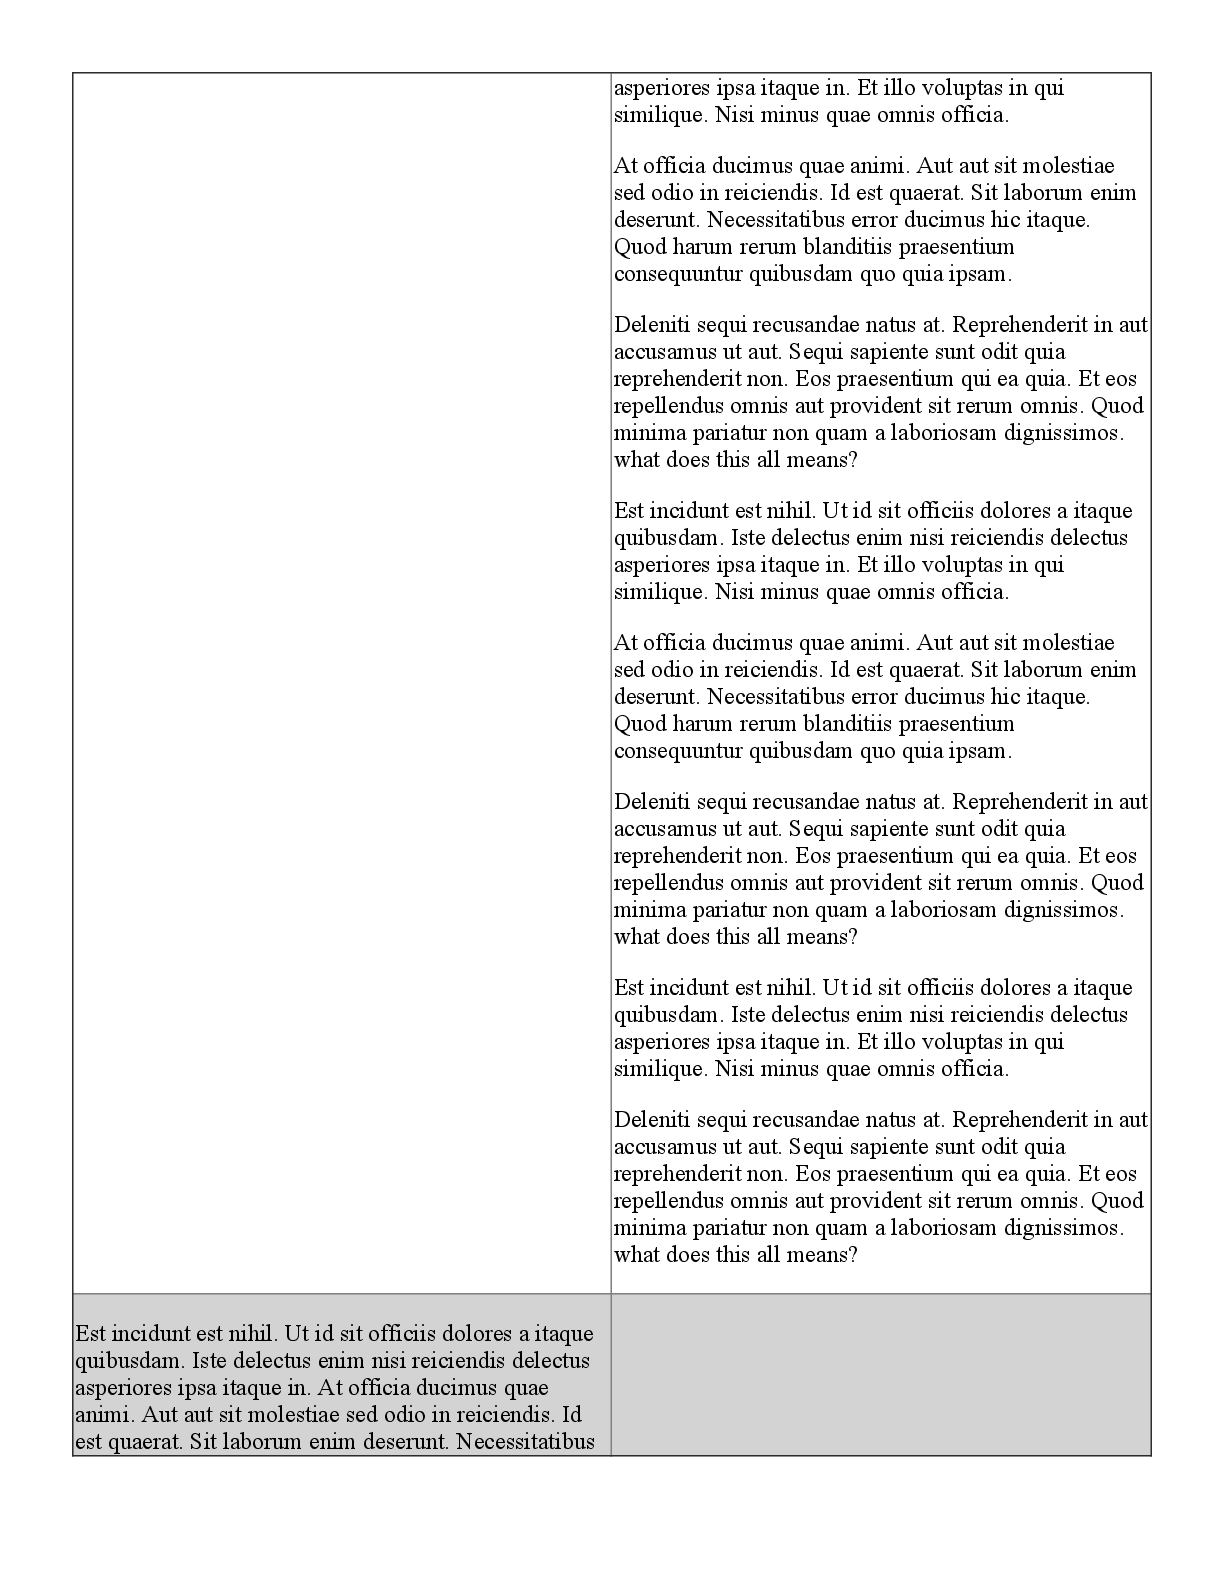 asperiores ipsa itaque in. Et illo voluptas in qui
similique. Nisi minus quae omnis officia.
At officia ducimus quae animi. Aut aut sit molestiae
sed odio in reiciendis. Id est quaerat. Sit laborum enim
deserunt. Necessitatibus error ducimus hic itaque.
Quod harum rerum blanditiis praesentium
consequuntur quibusdam quo quia ipsam.
Deleniti sequi recusandae natus at. Reprehenderit in aut
accusamus ut aut. Sequi sapiente sunt odit quia
reprehenderit non. Eos praesentium qui ea quia. Et eos
repellendus omnis aut provident sit rerum omnis. Quod
minima pariatur non quam a laboriosam dignissimos.
what does this all means?
Est incidunt est nihil. Ut id sit officiis dolores a itaque
quibusdam. Iste delectus enim nisi reiciendis delectus
asperiores ipsa itaque in. Et illo voluptas in qui
similique. Nisi minus quae omnis officia.
At officia ducimus quae animi. Aut aut sit molestiae
sed odio in reiciendis. Id est quaerat. Sit laborum enim
deserunt. Necessitatibus error ducimus hic itaque.
Quod harum rerum blanditiis praesentium
consequuntur quibusdam quo quia ipsam.
Deleniti sequi recusandae natus at. Reprehenderit in aut
accusamus ut aut. Sequi sapiente sunt odit quia
reprehenderit non. Eos praesentium qui ea quia. Et eos
repellendus omnis aut provident sit rerum omnis. Quod
minima pariatur non quam a laboriosam dignissimos.
what does this all means?
Est incidunt est nihil. Ut id sit officiis dolores a itaque
quibusdam. Iste delectus enim nisi reiciendis delectus
asperiores ipsa itaque in. Et illo voluptas in qui
similique. Nisi minus quae omnis officia.
Deleniti sequi recusandae natus at. Reprehenderit in aut
accusamus ut aut. Sequi sapiente sunt odit quia
reprehenderit non. Eos praesentium qui ea quia. Et eos
repellendus omnis aut provident sit rerum omnis. Quod
minima pariatur non quam a laboriosam dignissimos.
what does this all means?
Est incidunt est nihil. Ut id sit officiis dolores a itaque
quibusdam. Iste delectus enim nisi reiciendis delectus
asperiores ipsa itaque in. At officia ducimus quae
animi. Aut aut sit molestiae sed odio in reiciendis. Id
est quaerat. Sit laborum enim deserunt. Necessitatibus